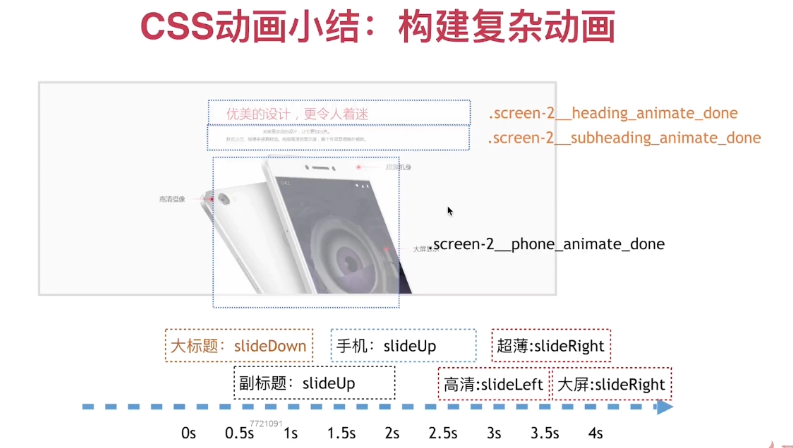 CSS动画小结：构建复杂动画
优美的设计，更令人着迷
.screen-2__heading_animate_done
.screen-2__subheading_animate_done
高清摄像
.screen-2__phone_animate_done
大标题：slideDown
手机：slideUp
超薄:slideRight
副标题：slideUp
高清:slideLeft
大屏:slideRight
7721091
0s 0.5s 1s 1.5s 2s 2.5s 3s 3.5s 4s